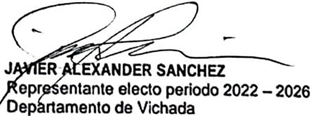 JAVIER ALEXANDER SANCHEZ
Representante electo periodo 2022 – 2026
Departamento de Vichada